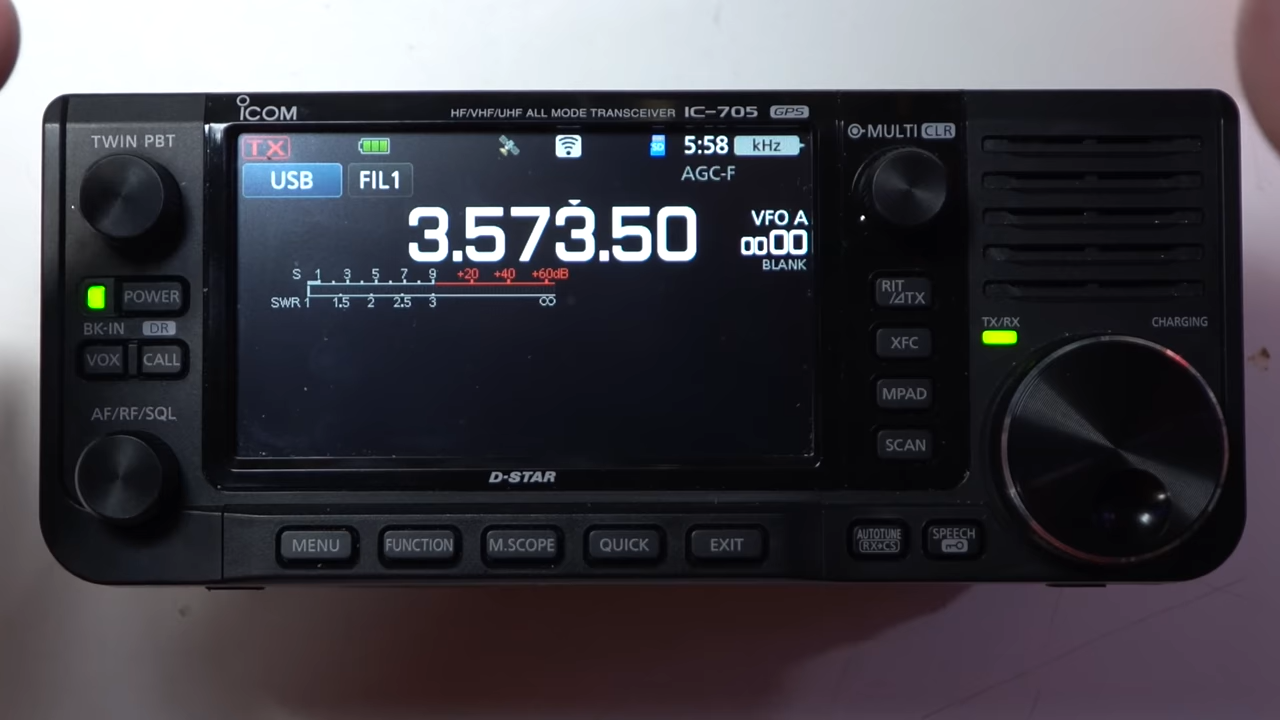 ICOM
HF/VHF/UHF ALL MODE TRANSCEIVER IC-705 GPS
TWIN PBT
MULTI CLR
TX
SD
5:58 kHz
AGC-F
USB FIL1
3.573.50
VFO A
0000
BLANK
S 1 3 5 7 9 +20 +40 +60dB
SWR 1 1.5 2 2.5 3 ∞
POWER
BK-IN DR
VOX CALL
AF/RF/SQL
RIT
/⊿TX
XFC
MPAD
SCAN
TX/RX
CHARGING
D-STAR
MENU FUNCTION M.SCOPE QUICK EXIT
AUTOTUNE
RX→CS
SPEECH